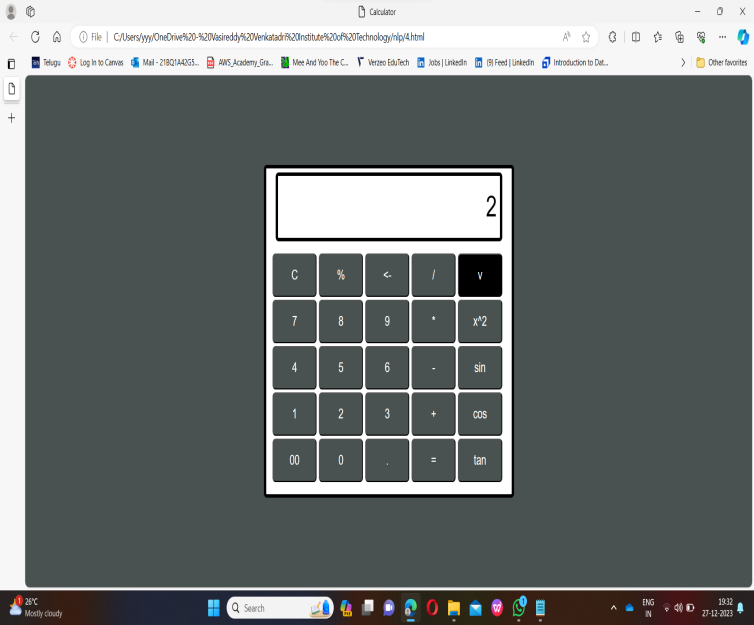 Calculator
File | C:/Users/yyy/OneDrive%20-%20Vasireddy%20Venkatadri%20Institute%20of%20Technology/nlp/4.html
Telugu Log In to Canvas Mail - 21BQ1A42G5... AWS_Academy_Gra... Mee And Yoo The C... Verzeo EduTech Jobs | LinkedIn (9) Feed | LinkedIn Introduction to Dat... Other favorites
2
C % <- / v
7 8 9 * x^2
4 5 6 - sin
1 2 3 + cos
00 0 . = tan
1 26°C Search 1 ENG 19:32
Mostly cloudy IN 27-12-2023